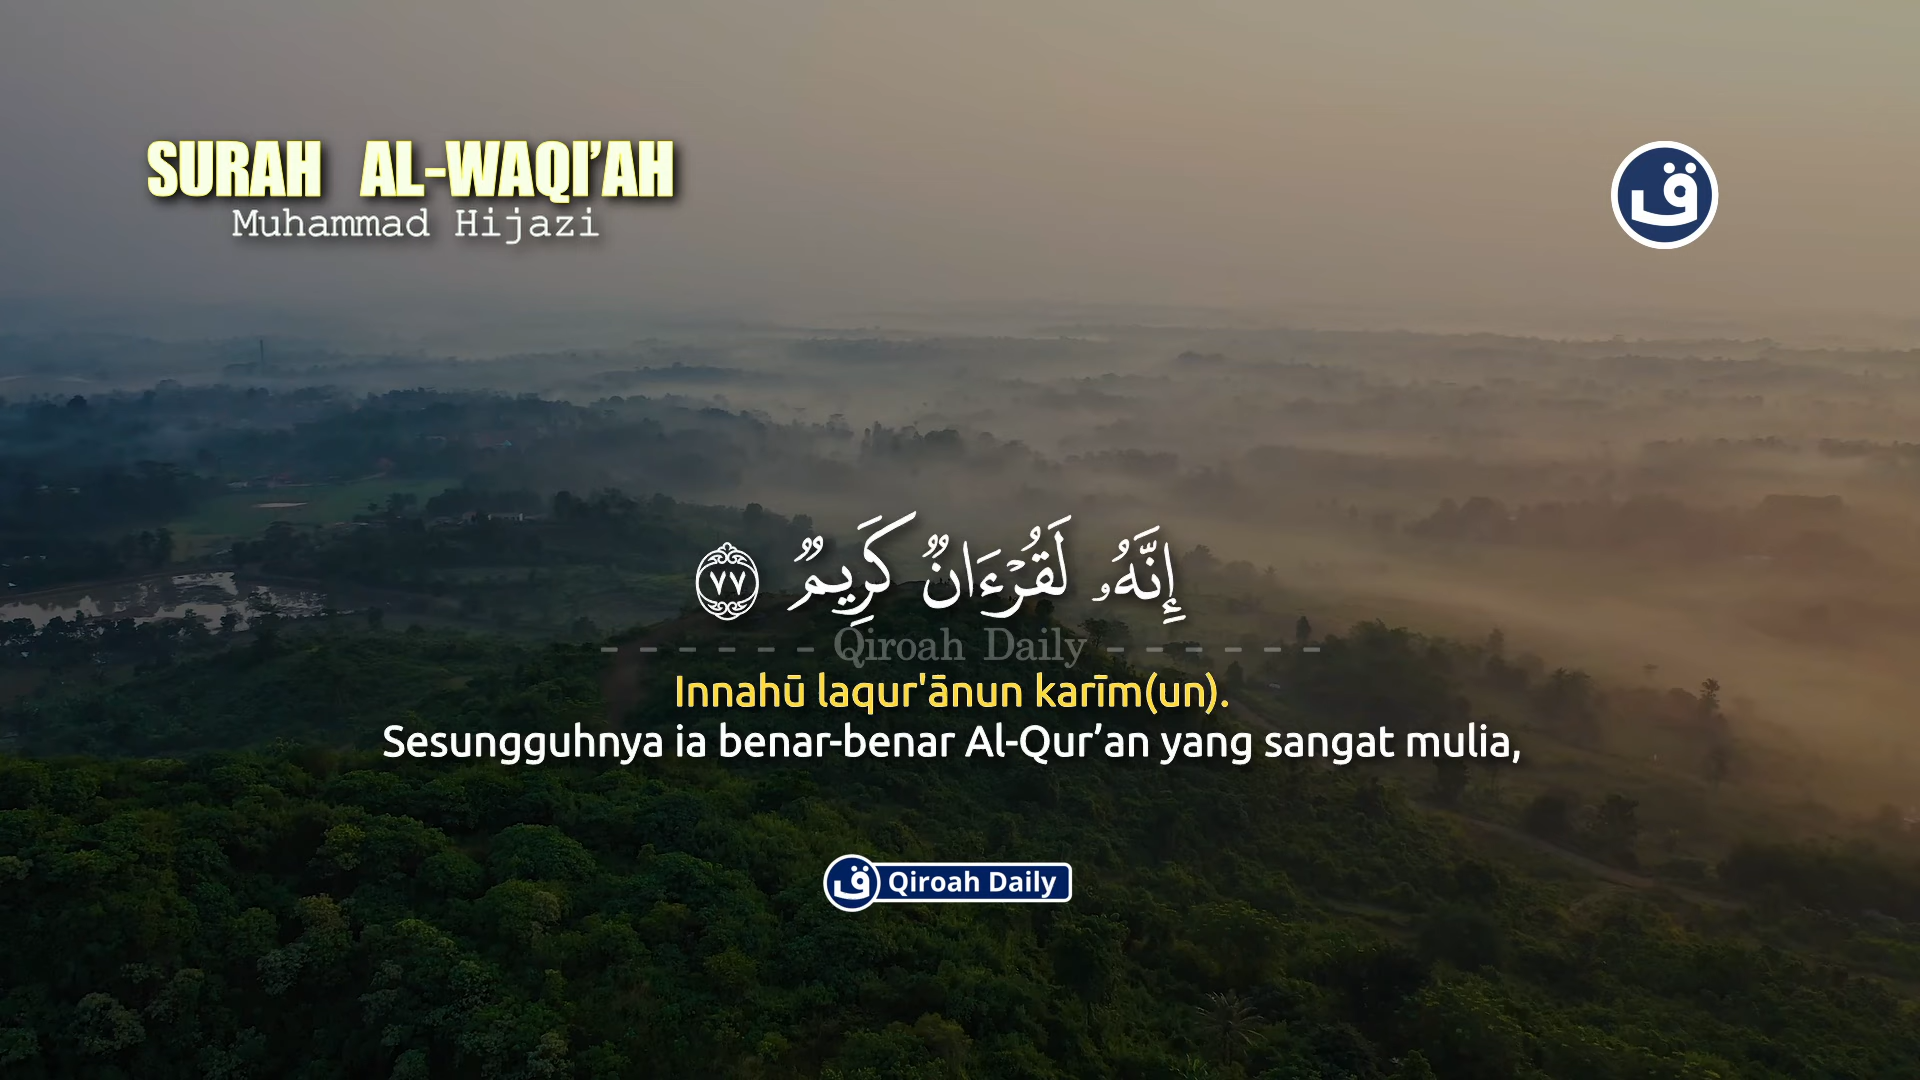 SURAH AL-WAQI’AH
Muhammad Hijazi
ق
إِنَّهُۥ لَقُرْءَانٌ كَرِيمٌ ٧٧
- - - - - - Qiroah Daily - - - - - -
Innahū laqur'ānun karīm(un).
Sesungguhnya ia benar-benar Al-Qur’an yang sangat mulia,
ق Qiroah Daily